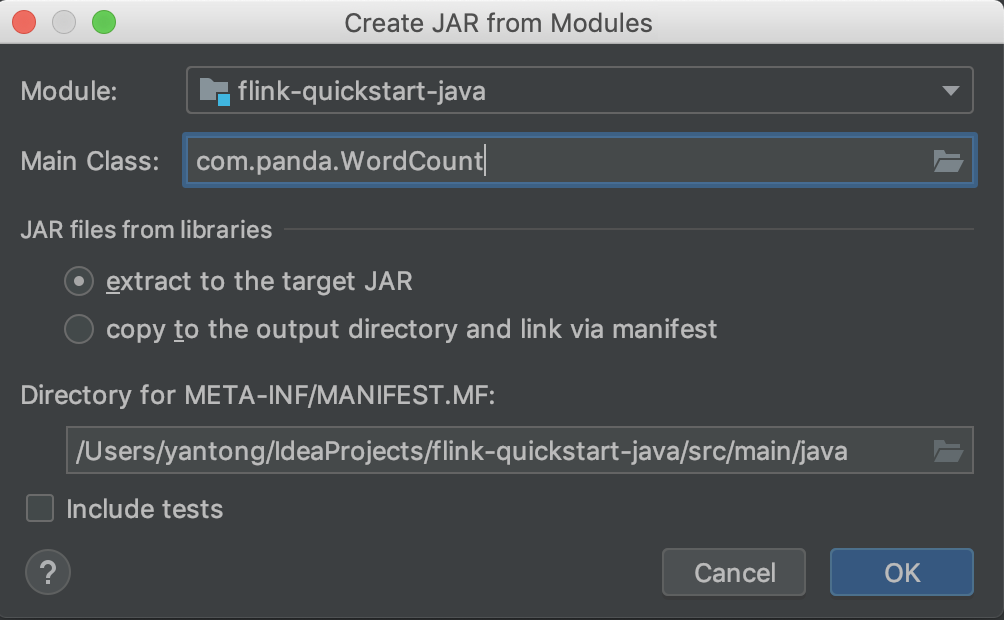 Create JAR from Modules
Module: flink-quickstart-java
Main Class: com.panda.WordCount
JAR files from libraries
extract to the target JAR
copy to the output directory and link via manifest
Directory for META-INF/MANIFEST.MF:
/Users/yantong/IdeaProjects/flink-quickstart-java/src/main/java
Include tests
? Cancel OK